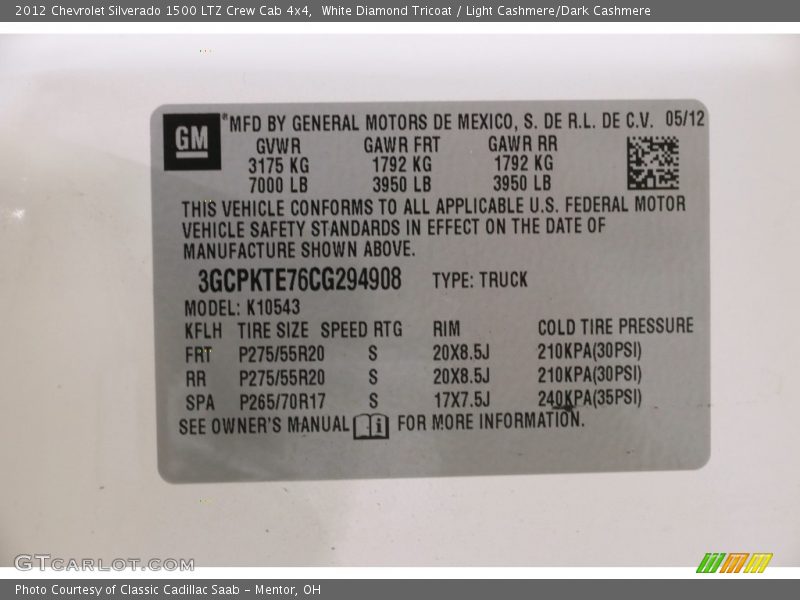 2012 Chevrolet Silverado 1500 LTZ Crew Cab 4x4, White Diamond Tricoat / Light Cashmere/Dark Cashmere
GM ® MFD BY GENERAL MOTORS DE MEXICO, S. DE R.L. DE C.V. 05/12
GVWR GAWR FRT GAWR RR
3175 KG 1792 KG 1792 KG
7000 LB 3950 LB 3950 LB
THIS VEHICLE CONFORMS TO ALL APPLICABLE U.S. FEDERAL MOTOR
VEHICLE SAFETY STANDARDS IN EFFECT ON THE DATE OF
MANUFACTURE SHOWN ABOVE.
3GCPKTE76CG294908 TYPE: TRUCK
MODEL: K10543
KFLH TIRE SIZE SPEED RTG RIM COLD TIRE PRESSURE
FRT P275/55R20 S 20X8.5J 210KPA(30PSI)
RR P275/55R20 S 20X8.5J 210KPA(30PSI)
SPA P265/70R17 S 17X7.5J 240KPA(35PSI)
SEE OWNER'S MANUAL i FOR MORE INFORMATION.
GTCARLOT.COM
Photo Courtesy of Classic Cadillac Saab - Mentor, OH